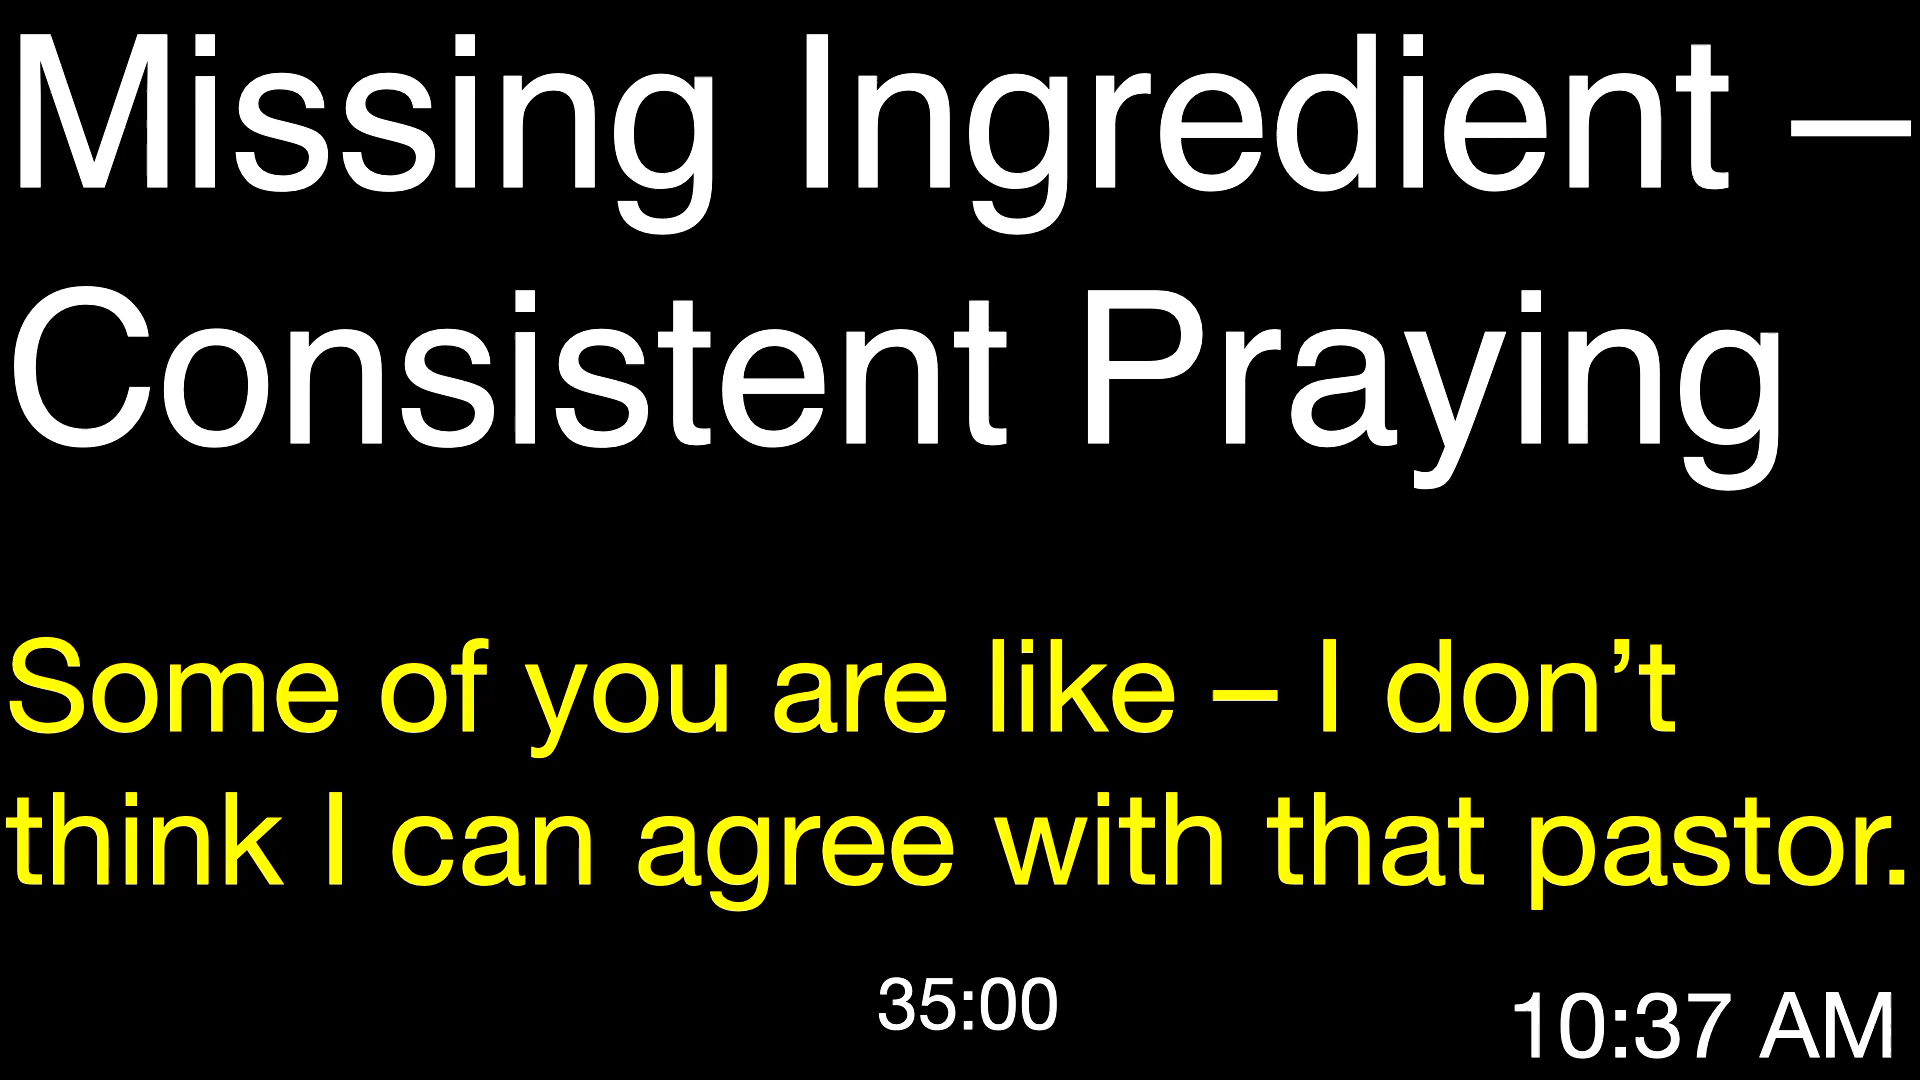 Missing Ingredient –
Consistent Praying
Some of you are like – I don’t
think I can agree with that pastor.
35:00
10:37 AM